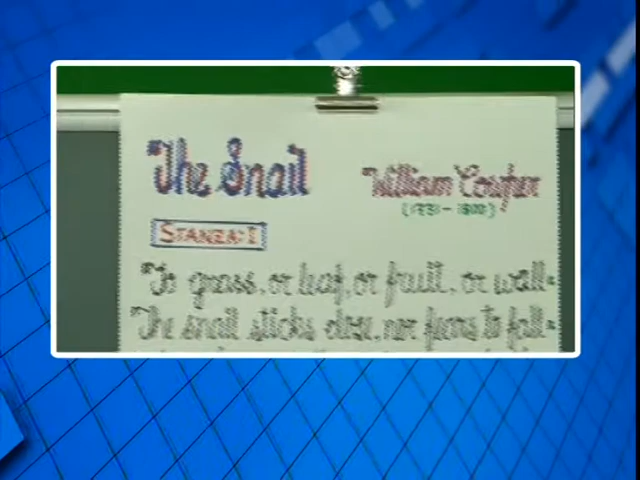 The Snail
William Cowper
(1731 - 1800)
STANZA-I
To grass, or leaf, or fruit, or wall-
The snail sticks close, nor fears to fall-